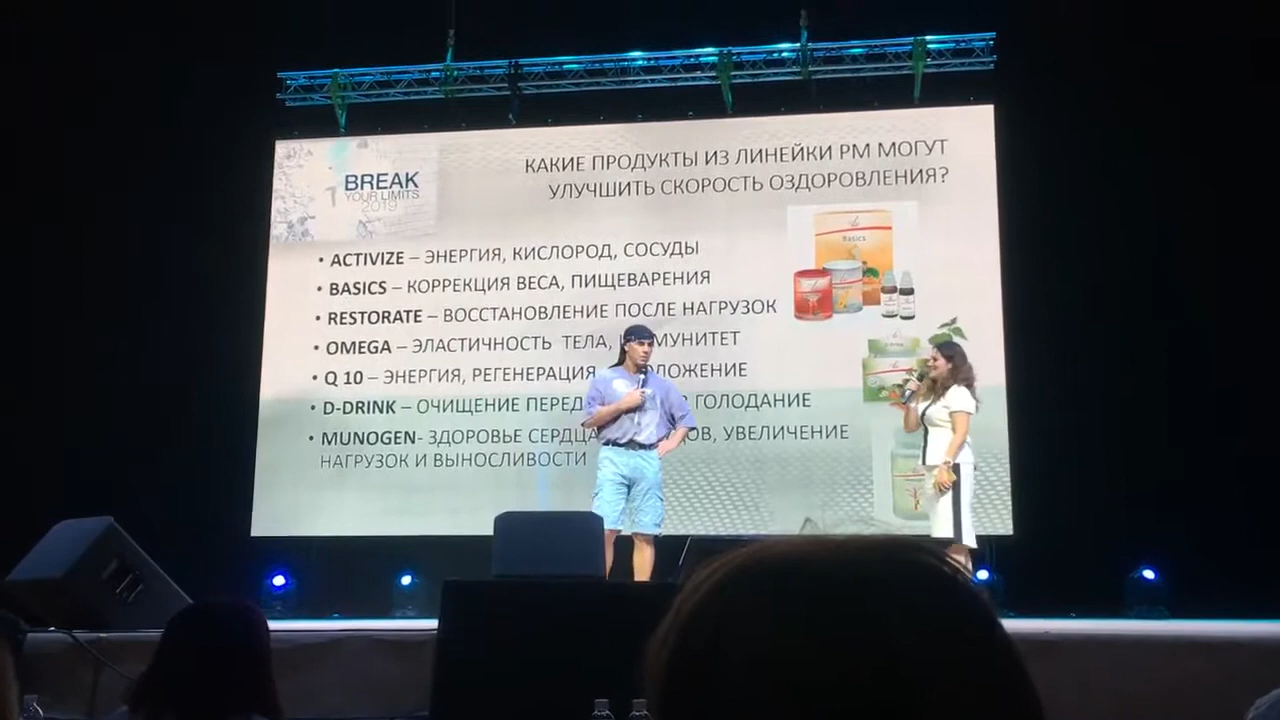 BREAK
YOUR LIMITS
2019
КАКИЕ ПРОДУКТЫ ИЗ ЛИНЕЙКИ PM МОГУТ
УЛУЧШИТЬ СКОРОСТЬ ОЗДОРОВЛЕНИЯ?
• ACTIVIZE – ЭНЕРГИЯ, КИСЛОРОД, СОСУДЫ
• BASICS – КОРРЕКЦИЯ ВЕСА, ПИЩЕВАРЕНИЯ
• RESTORATE – ВОССТАНОВЛЕНИЕ ПОСЛЕ НАГРУЗОК
• OMEGA – ЭЛАСТИЧНОСТЬ ТЕЛА, ИММУНИТЕТ
• Q 10 – ЭНЕРГИЯ, РЕГЕНЕРАЦИЯ,
• D-DRINK – ОЧИЩЕНИЕ ПЕРЕД ГОЛОДАНИЕ
• MUNOGEN- ЗДОРОВЬЕ СЕРДЦА УВЕЛИЧЕНИЕ
НАГРУЗОК И ВЫНОСЛИВОСТИ
Basics